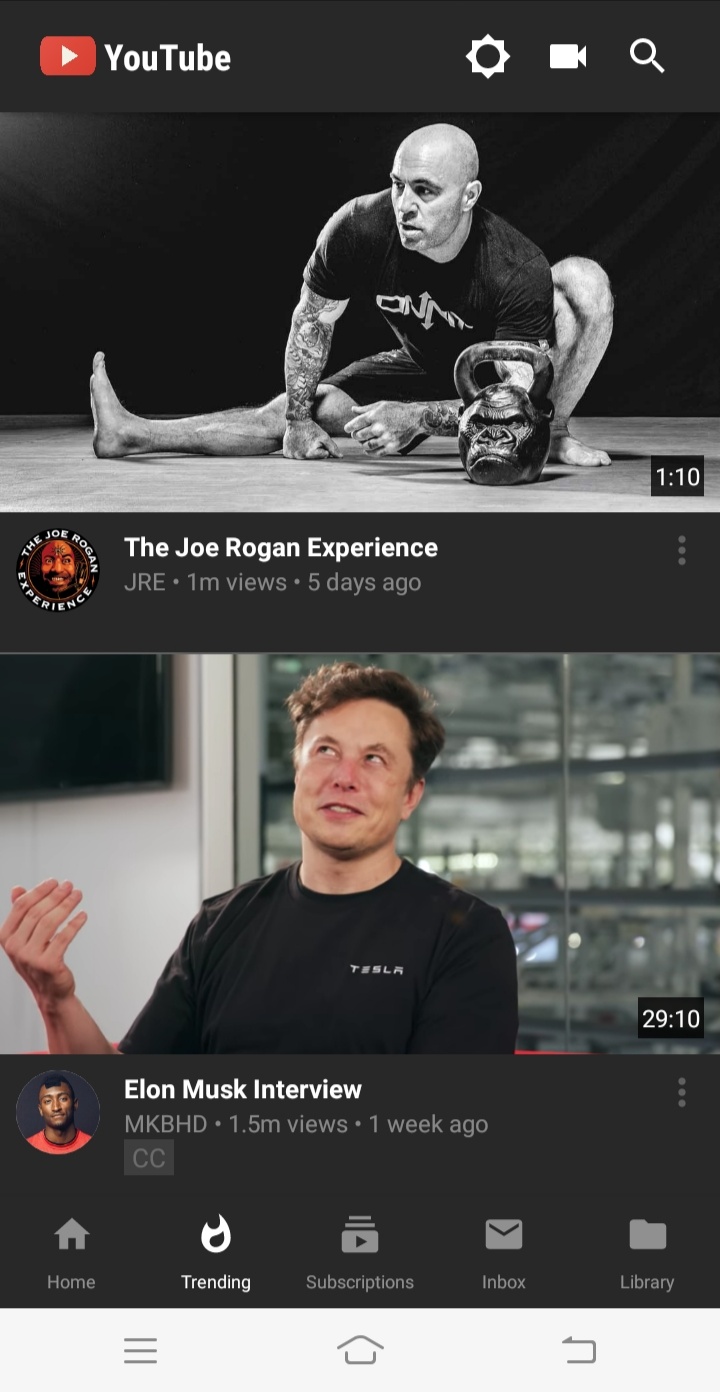 YouTube
ONNIT
1:10
THE JOE ROGAN
EXPERIENCE
The Joe Rogan Experience
JRE • 1m views • 5 days ago
TESLA
29:10
Elon Musk Interview
MKBHD • 1.5m views • 1 week ago
CC
Home
Trending
Subscriptions
Inbox
Library